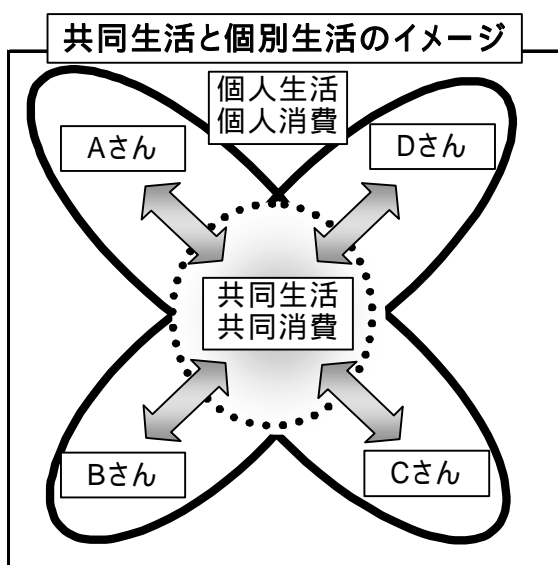 共同生活と個別生活のイメージ
個人生活
個人消費
Aさん
Dさん
共同生活
共同消費
Bさん
Cさん